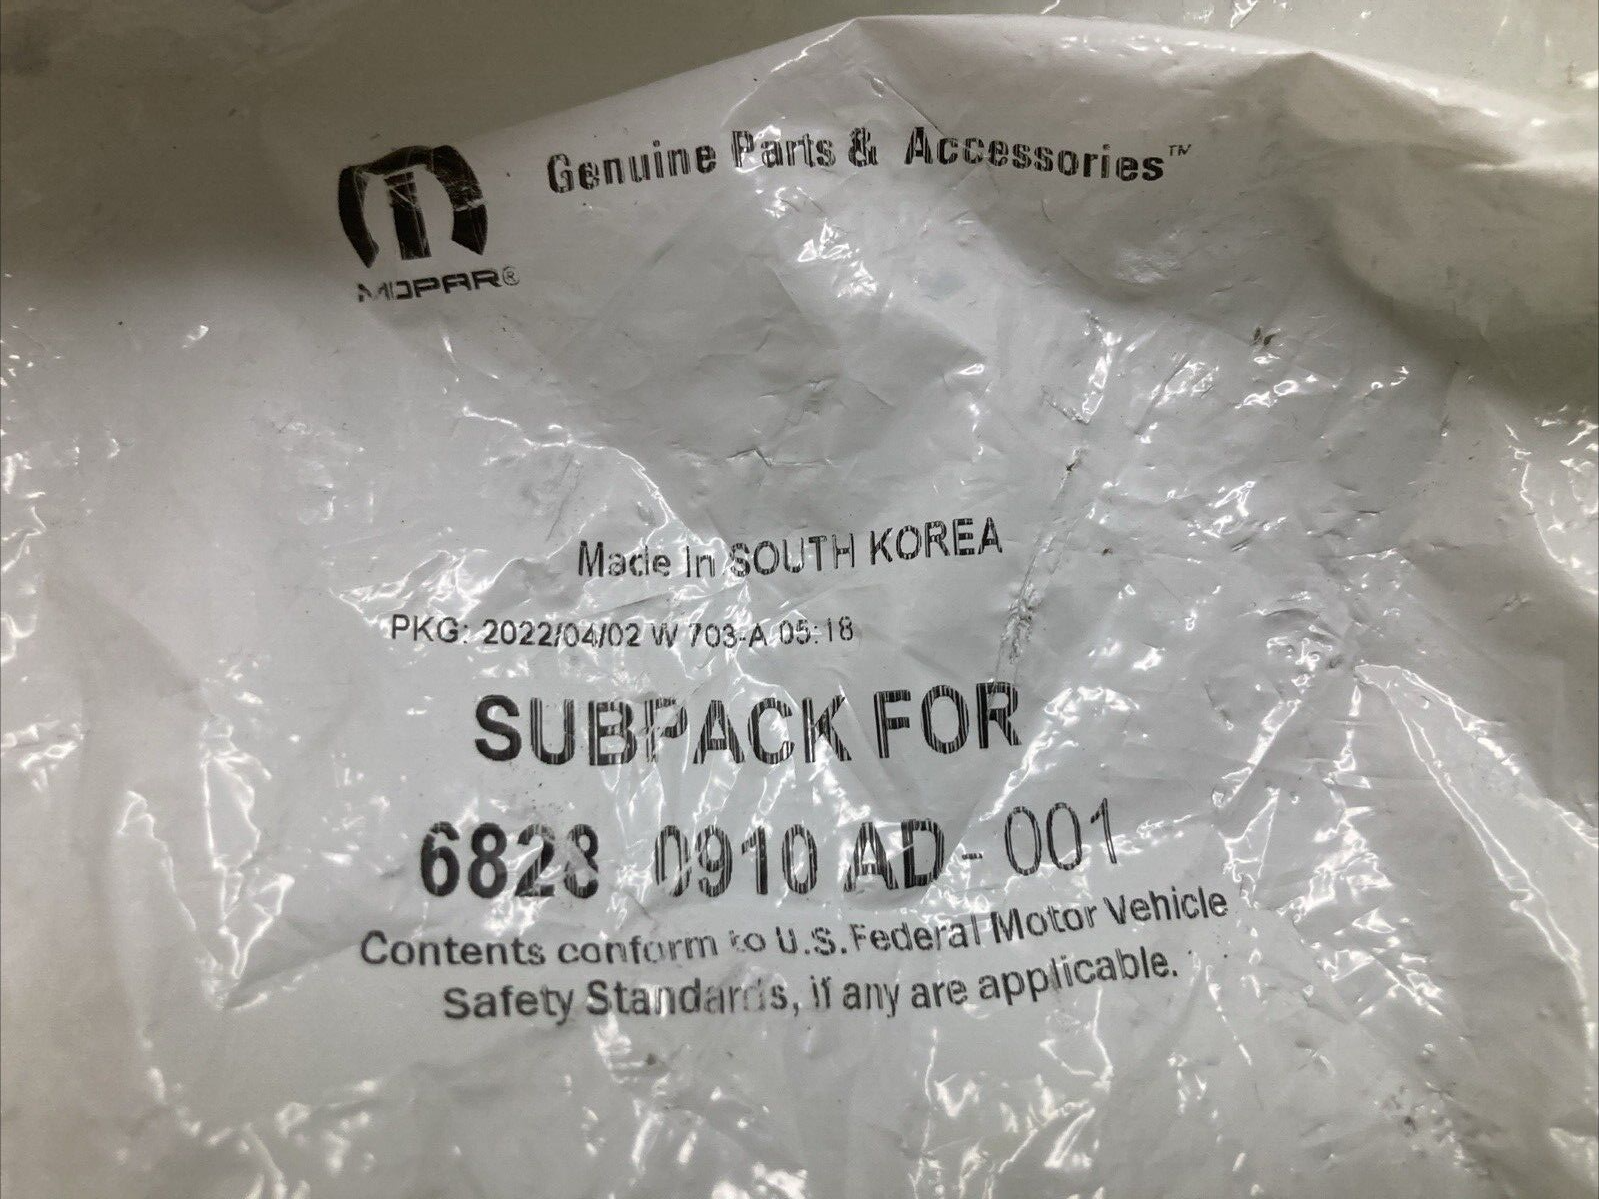 Genuine Parts & Accessories™
MOPAR®
Made In SOUTH KOREA
PKG: 2022/04/02 W 703-A 05:18
SUBPACK FOR
6828 0910 AD - 001
Contents conform to U.S. Federal Motor Vehicle
Safety Standards, if any are applicable.